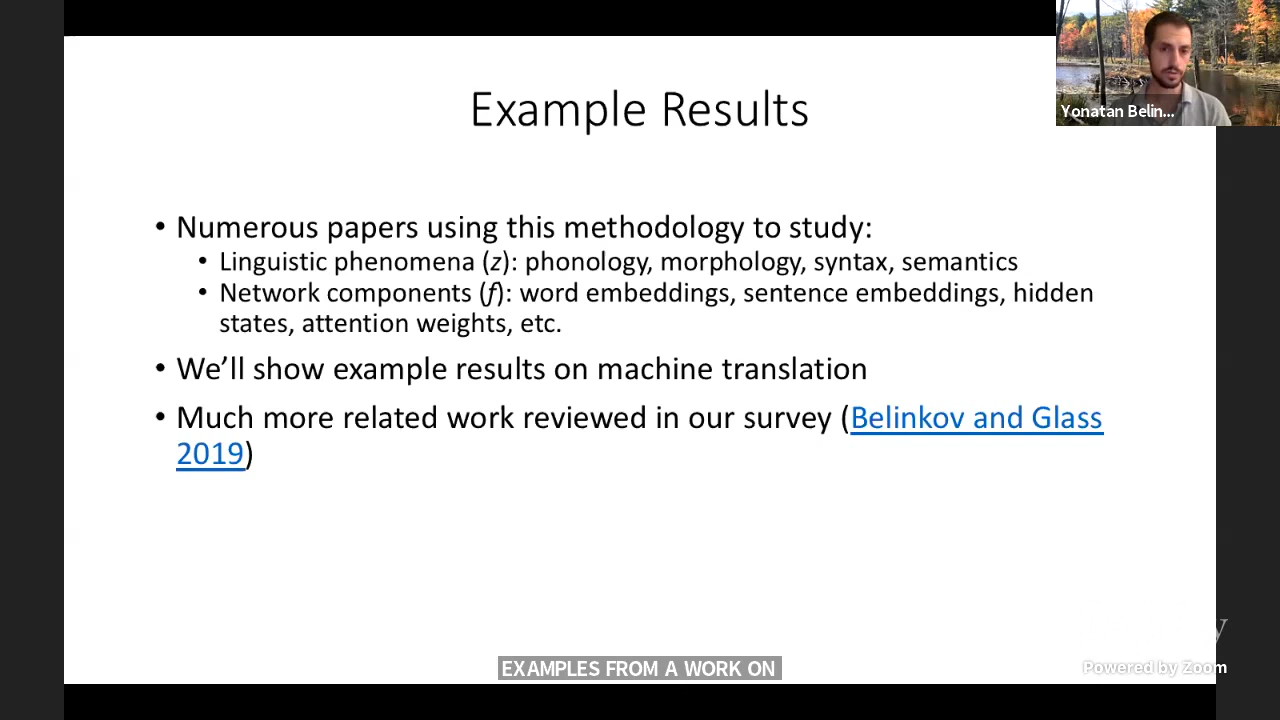 Example Results
Yonatan Belin...
• Numerous papers using this methodology to study:
• Linguistic phenomena (z): phonology, morphology, syntax, semantics
• Network components (f): word embeddings, sentence embeddings, hidden
states, attention weights, etc.
• We’ll show example results on machine translation
• Much more related work reviewed in our survey (Belinkov and Glass
2019)
EXAMPLES FROM A WORK ON
Powered by Zoom